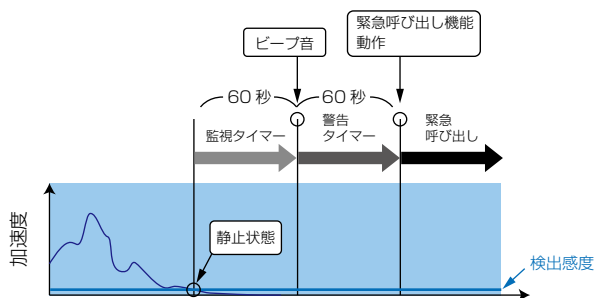 緊急呼び出し機能
動作
ビープ音
60 秒
60 秒
監視タイマー
警告
タイマー
緊急
呼び出し
加速度
静止状態
検出感度